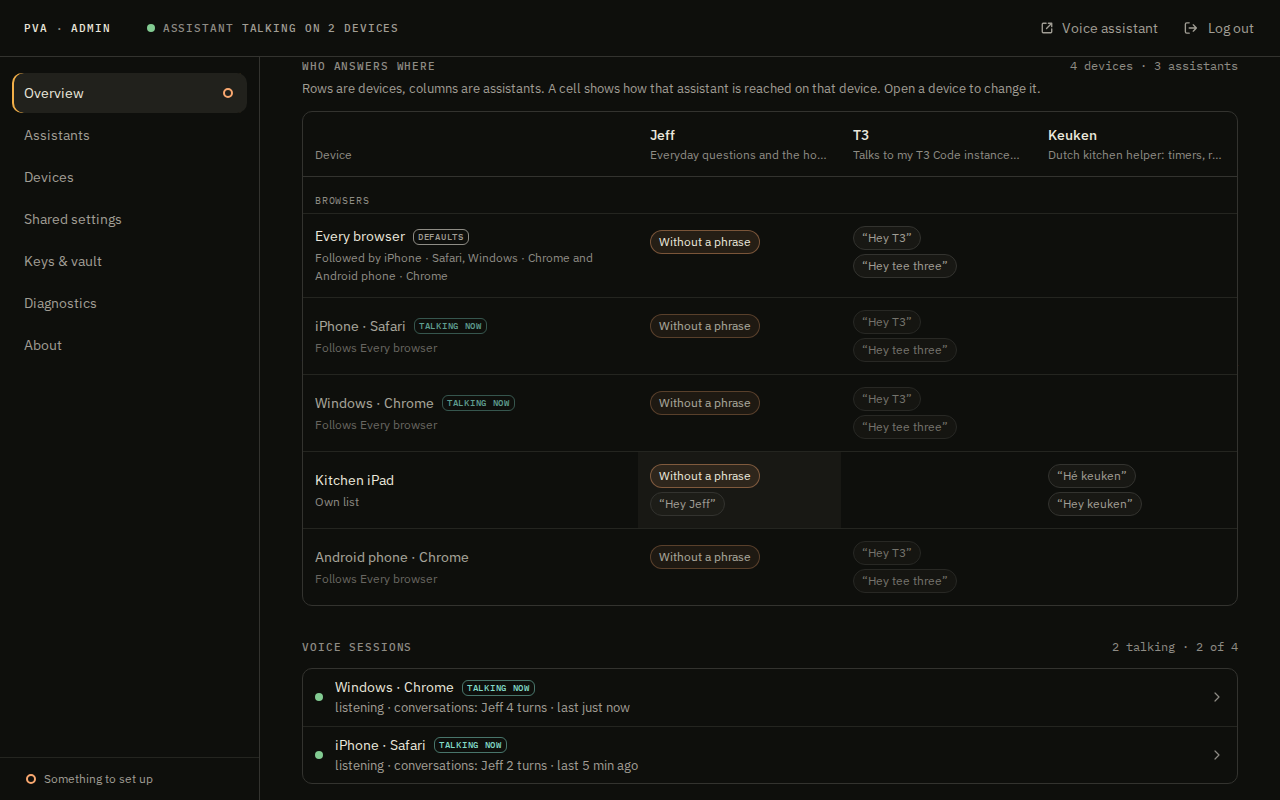 PVA · ADMIN
ASSISTANT TALKING ON 2 DEVICES
Voice assistant
Log out
Overview
Assistants
Devices
Shared settings
Keys & vault
Diagnostics
About
Something to set up
WHO ANSWERS WHERE
4 devices · 3 assistants
Rows are devices, columns are assistants. A cell shows how that assistant is reached on that device. Open a device to change it.
Device
Jeff
Everyday questions and the ho…
T3
Talks to my T3 Code instance…
Keuken
Dutch kitchen helper: timers, r…
BROWSERS
Every browser DEFAULTS
Followed by iPhone · Safari, Windows · Chrome and
Android phone · Chrome
Without a phrase
“Hey T3”
“Hey tee three”
iPhone · Safari TALKING NOW
Follows Every browser
Without a phrase
“Hey T3”
“Hey tee three”
Windows · Chrome TALKING NOW
Follows Every browser
Without a phrase
“Hey T3”
“Hey tee three”
Kitchen iPad
Own list
Without a phrase
“Hey Jeff”
“Hé keuken”
“Hey keuken”
Android phone · Chrome
Follows Every browser
Without a phrase
“Hey T3”
“Hey tee three”
VOICE SESSIONS
2 talking · 2 of 4
Windows · Chrome TALKING NOW
listening · conversations: Jeff 4 turns · last just now
iPhone · Safari TALKING NOW
listening · conversations: Jeff 2 turns · last 5 min ago